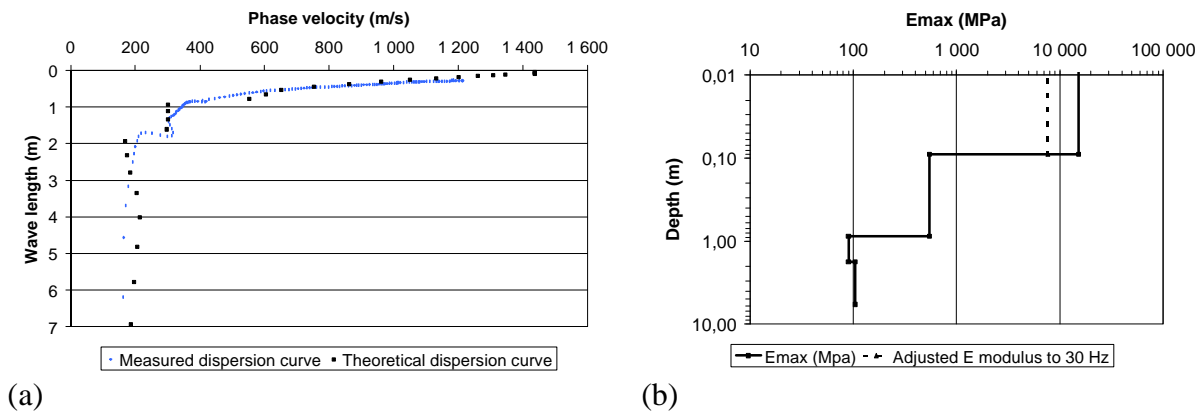 Phase velocity (m/s)
0 200 400 600 800 1 000 1 200 1 400 1 600
0
1
2
3
4
5
6
7
Wave length (m)
Measured dispersion curve Theoretical dispersion curve
(a)
Emax (MPa)
10 100 1 000 10 000 100 000
0,01
0,10
1,00
10,00
Depth (m)
Emax (Mpa) Adjusted E modulus to 30 Hz
(b)